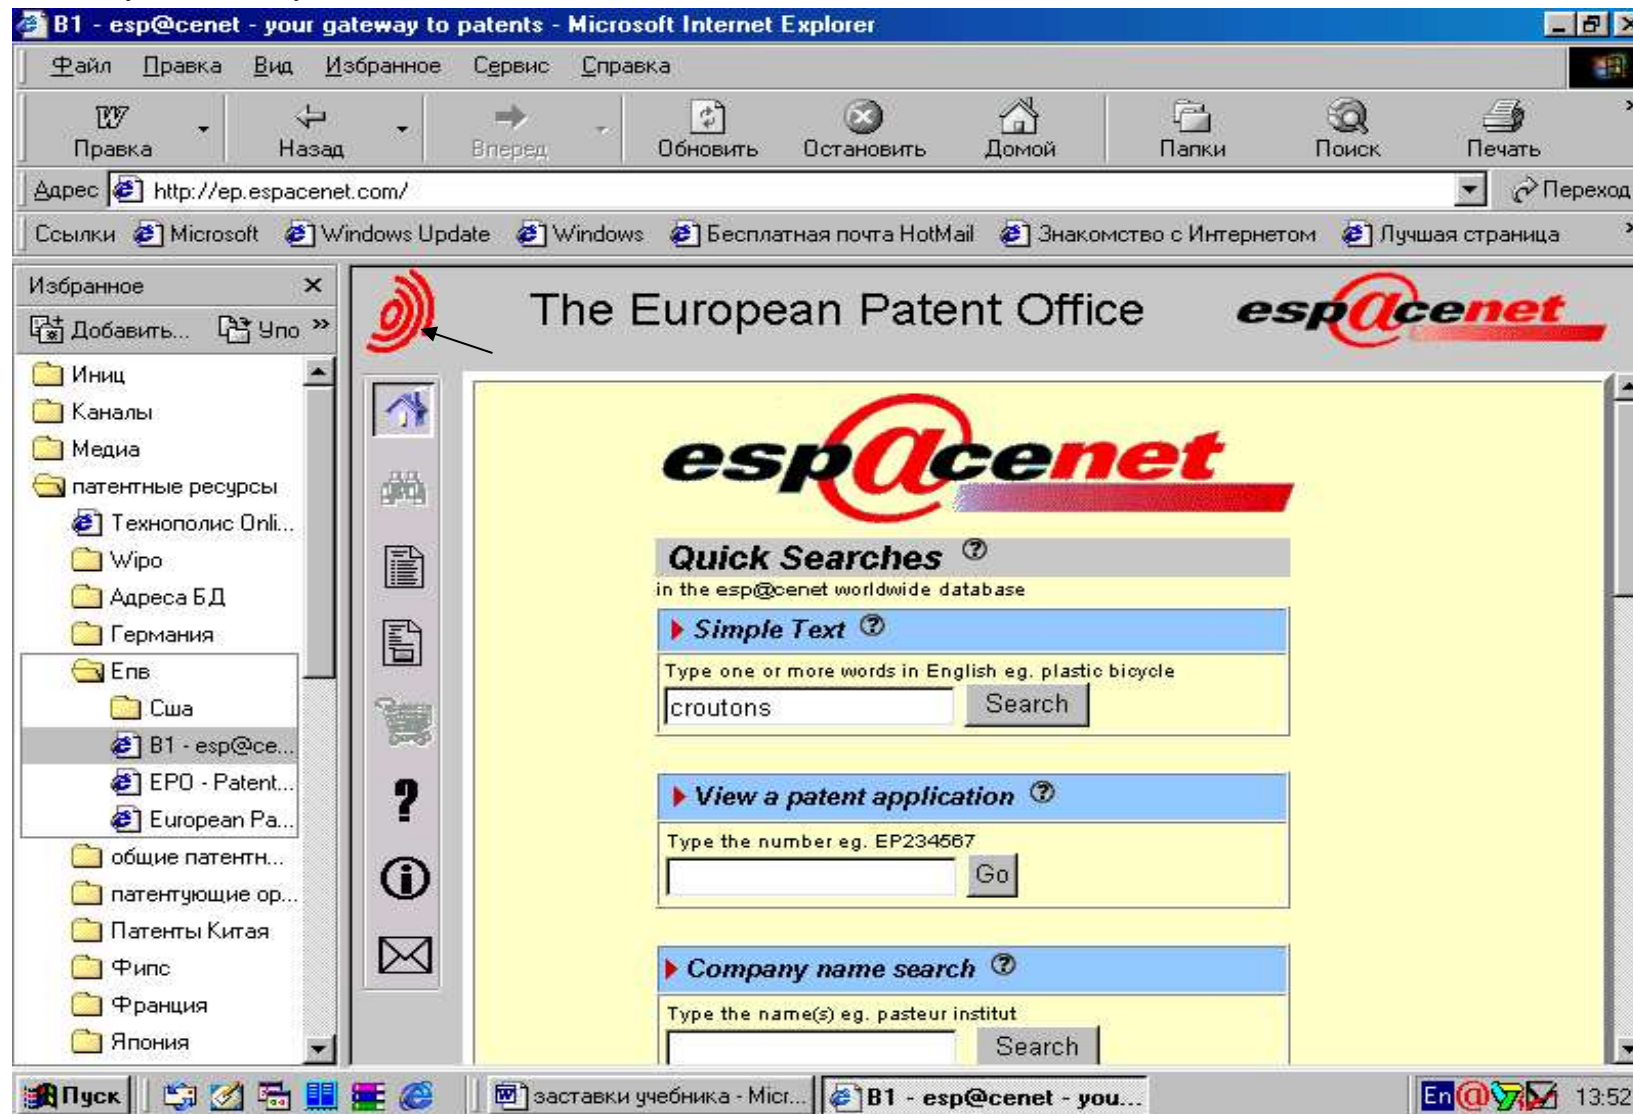 B1 - esp@cenet - your gateway to patents - Microsoft Internet Explorer
Файл Правка Вид Избранное Сервис Справка
Правка Назад Вперед Обновить Остановить Домой Папки Поиск Печать
Адрес http://ep.espacenet.com/ Переход
Ссылки Microsoft Windows Update Windows Бесплатная почта HotMail Знакомство с Интернетом Лучшая страница
Избранное
Добавить... Упо
Иниц
Каналы
Медиа
патентные ресурсы
Технополис Onli...
Wipo
Адреса БД
Германия
Епв
Сша
B1 - esp@ce...
EPO - Patent...
European Pa...
общие патентн...
патентующие ор...
Патенты Китая
Фипс
Франция
Япония
The European Patent Office esp@cenet
esp@cenet
Quick Searches ?
in the esp@cenet worldwide database
Simple Text ?
Type one or more words in English eg. plastic bicycle
croutons Search
View a patent application ?
Type the number eg. EP234567
Go
Company name search ?
Type the name(s) eg. pasteur institut
Search
Пуск заставки учебника - Micr... B1 - esp@cenet - you... En 13:52